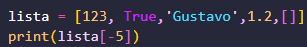 lista = [123, True,'Gustavo',1.2,[]]
print(lista[-5])